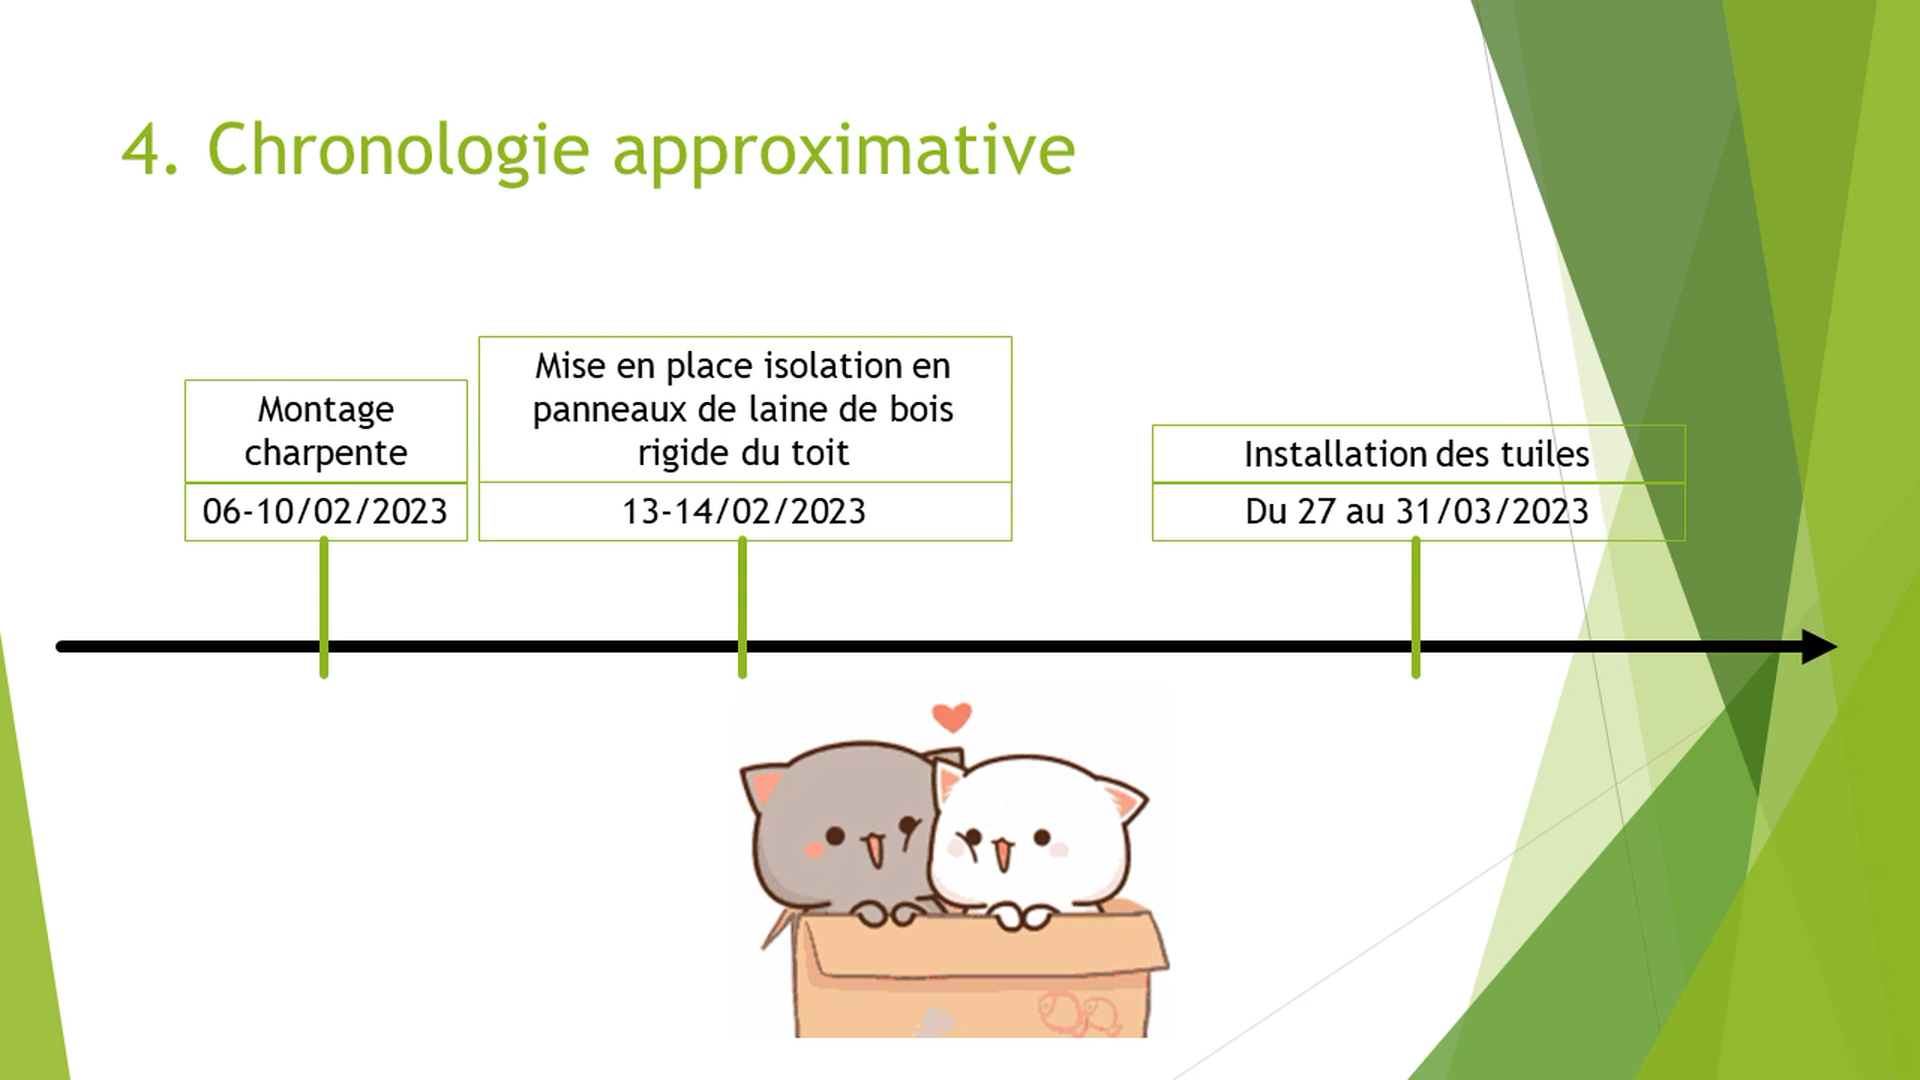 4. Chronologie approximative
Montage
charpente
06-10/02/2023
Mise en place isolation en
panneaux de laine de bois
rigide du toit
13-14/02/2023
Installation des tuiles
Du 27 au 31/03/2023